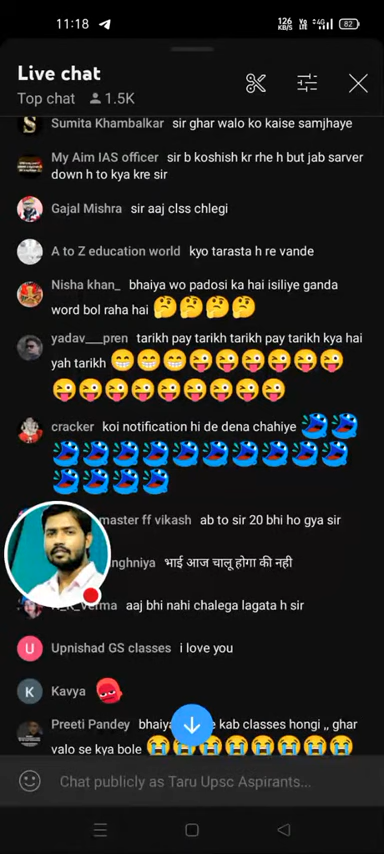 11:18
126 KB/S
Vo LTE
4G
82
Live chat
Top chat 1.5K
Sumita Khambalkar sir ghar walo ko kaise samjhaye
My Aim IAS officer sir b koshish kr rhe h but jab sarver
down h to kya kre sir
Gajal Mishra sir aaj clss chlegi
A to Z education world kyo tarasta h re vande
Nisha khan_ bhaiya wo padosi ka hai isiliye ganda
word bol raha hai 🤔🤔🤔🤔
yadav___pren tarikh pay tarikh tarikh pay tarikh kya hai
yah tarikh 😁😁😁😜😜😜😜😜😜
😜😜😜😜😜😜😜😜😜
cracker koi notification hi de dena chahiye
master ff vikash ab to sir 20 bhi ho gya sir
nghniya भाई आज चालू होगा की नही
aaj bhi nahi chalega lagata h sir
U Upnishad GS classes i love you
K Kavya
Preeti Pandey kab classes hongi ,, ghar
valo se kya bole 😭😭😭😭😭😭😭😭
Chat publicly as Taru Upsc Aspirants...